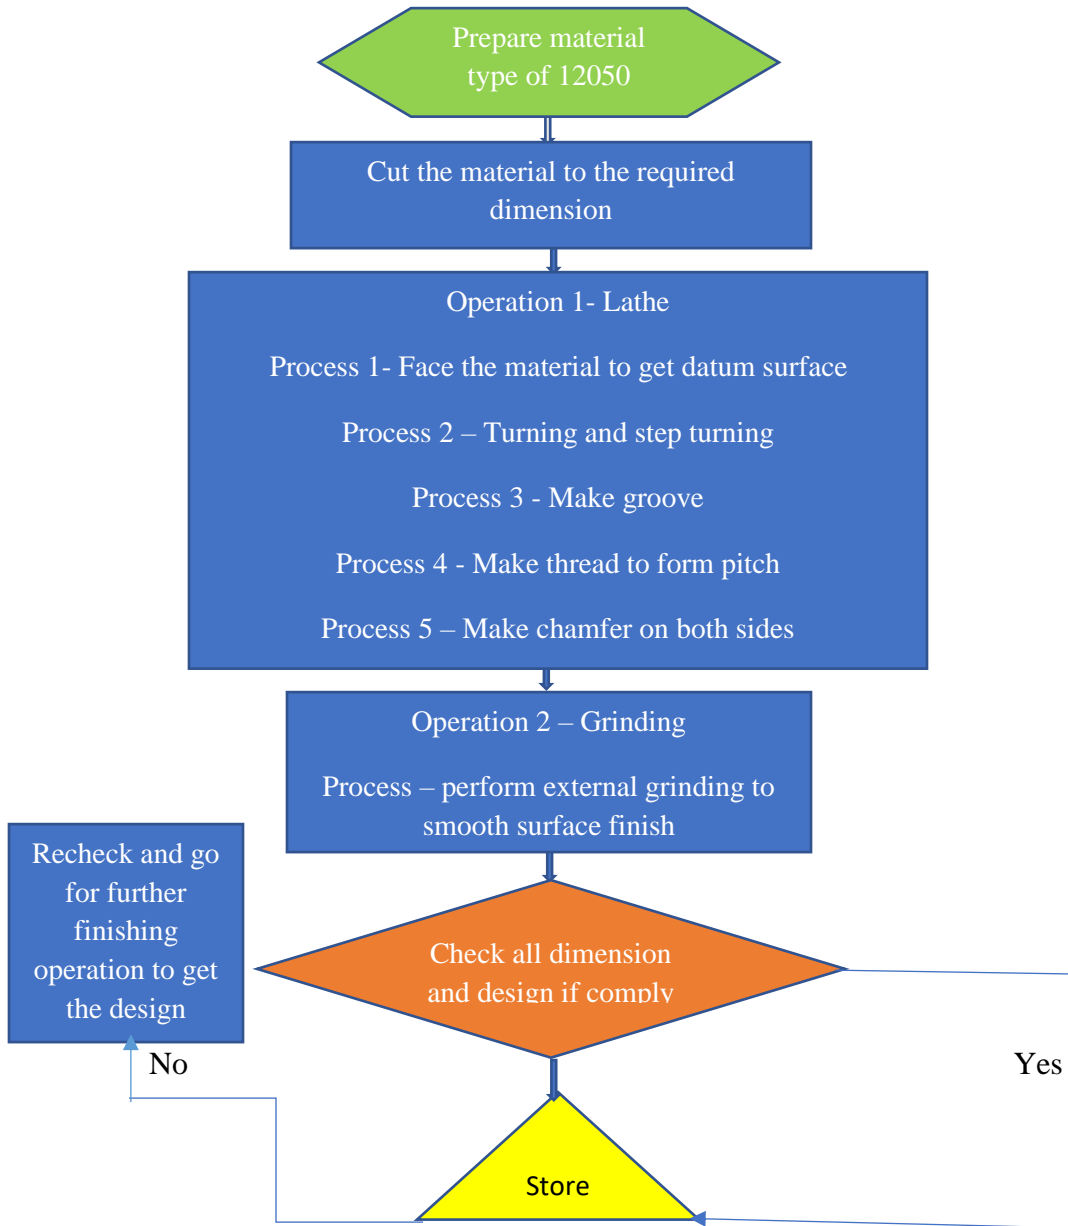 Prepare material
type of 12050
Cut the material to the required
dimension
Operation 1- Lathe
Process 1- Face the material to get datum surface
Process 2 – Turning and step turning
Process 3 - Make groove
Process 4 - Make thread to form pitch
Process 5 – Make chamfer on both sides
Operation 2 – Grinding
Process – perform external grinding to
smooth surface finish
Recheck and go
for further
finishing
operation to get
the design
Check all dimension
and design if comply
No
Yes
Store